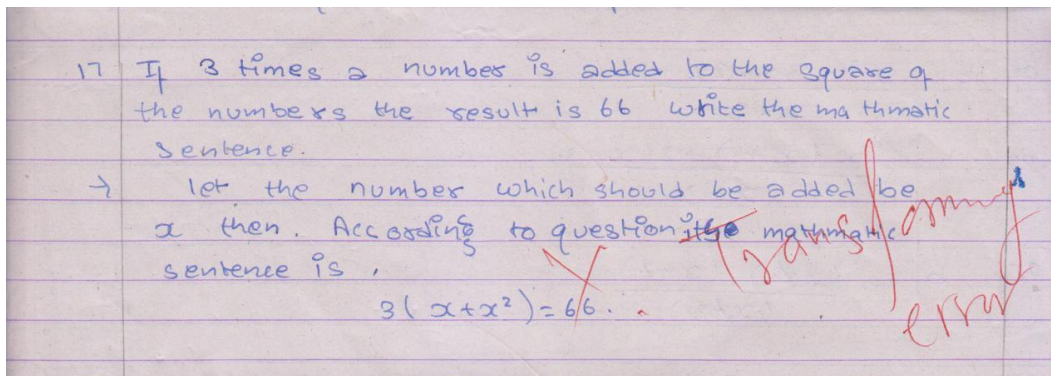 17 If 3 times a number is added to the square of
the numbers the result is 66 write the mathmatic
sentence.
→ let the number which should be added be
x then. According to question the mathmatic
sentence is,
3(x+x²)=66.
Transforming
error